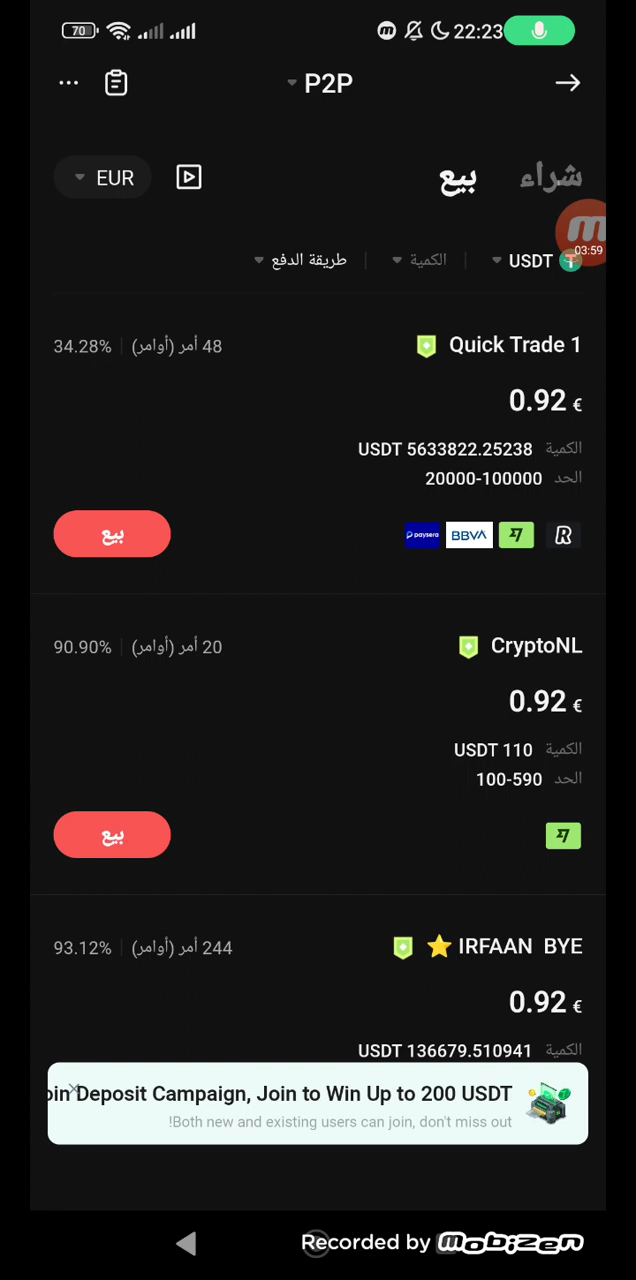 70 22:23
P2P
شراء بيع EUR
03:59
USDT الكمية طريقة الدفع
Quick Trade 1 48 أمر (أوامر) | 34.28%
0.92 €
الكمية USDT 5633822.25238
الحد 20000-100000
بيع
paysera BBVA
CryptoNL 20 أمر (أوامر) | 90.90%
0.92 €
الكمية USDT 110
الحد 100-590
بيع
IRFAAN BYE 244 أمر (أوامر) | 93.12%
0.92 €
الكمية USDT 136679.510941
oin Deposit Campaign, Join to Win Up to 200 USDT
!Both new and existing users can join, don't miss out
Recorded by mobizen